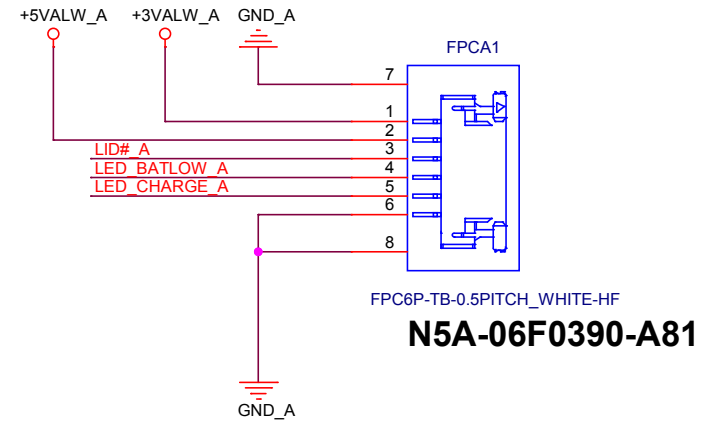 +5VALW_A +3VALW_A GND_A
FPCA1
7
1
2
LID#_A 3
LED_BATLOW_A 4
LED_CHARGE_A 5
6
8
FPC6P-TB-0.5PITCH_WHITE-HF
N5A-06F0390-A81
GND_A